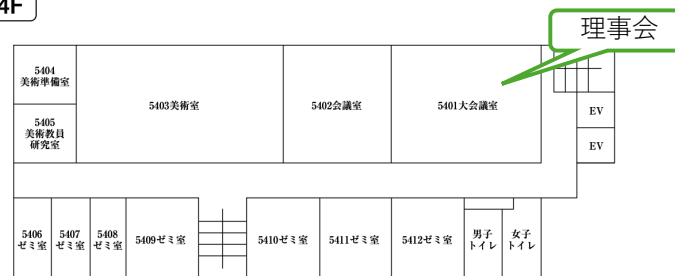 4F
理事会
5404
美術準備室
5403美術室
5402会議室
5401大会議室
EV
5405
美術教員
研究室
EV
5406
ゼミ室
5407
ゼミ室
5408
ゼミ室
5409ゼミ室
5410ゼミ室
5411ゼミ室
5412ゼミ室
男子
トイレ
女子
トイレ